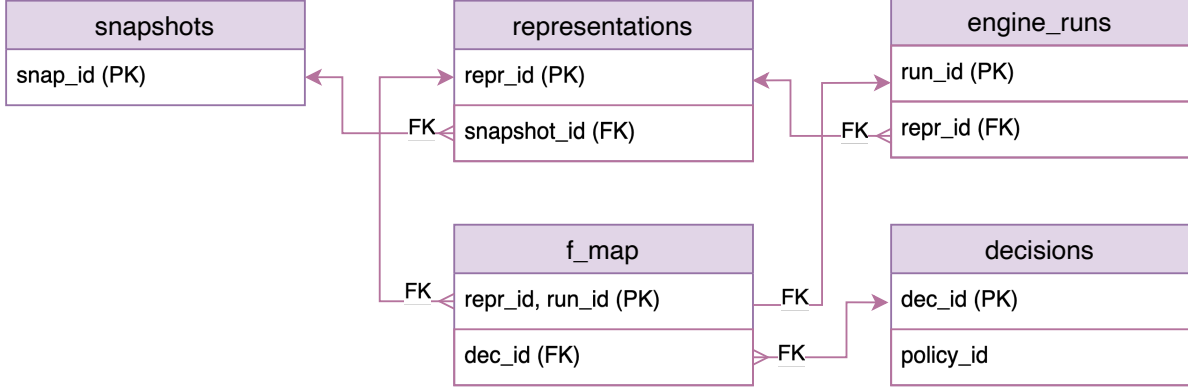 snapshots
snap_id (PK)
representations
repr_id (PK)
snapshot_id (FK)
engine_runs
run_id (PK)
repr_id (FK)
FK
FK
f_map
repr_id, run_id (PK)
dec_id (FK)
decisions
dec_id (PK)
policy_id
FK
FK
FK